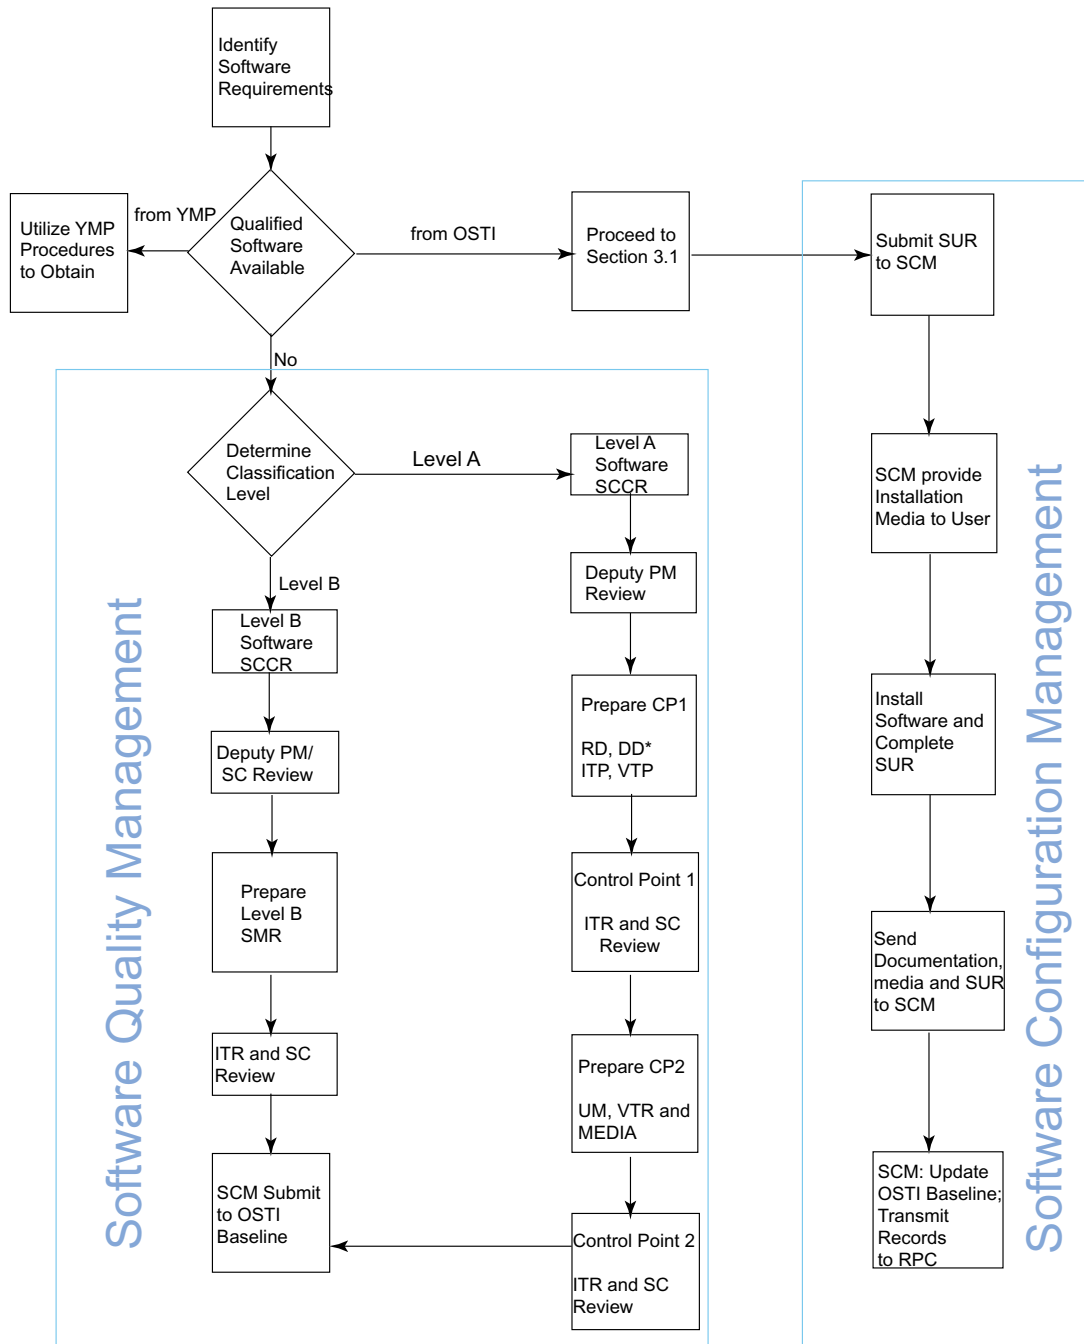 Identify
Software
Requirements
Utilize YMP
Procedures
to Obtain
from YMP
Qualified
Software
Available
from OSTI
Proceed to
Section 3.1
Submit SUR
to SCM
No
Determine
Classification
Level
Level A
Level A
Software
SCCR
Deputy PM
Review
Level B
Level B
Software
SCCR
Deputy PM/
SC Review
Prepare
Level B
SMR
ITR and SC
Review
SCM Submit
to OSTI
Baseline
Prepare CP1
RD, DD*
ITP, VTP
Control Point 1
ITR and SC
Review
Prepare CP2
UM, VTR and
MEDIA
Control Point 2
ITR and SC
Review
Software Quality Management
SCM provide
Installation
Media to User
Install
Software and
Complete
SUR
Send
Documentation,
media and SUR
to SCM
SCM: Update
OSTI Baseline;
Transmit
Records
to RPC
Software Configuration Management